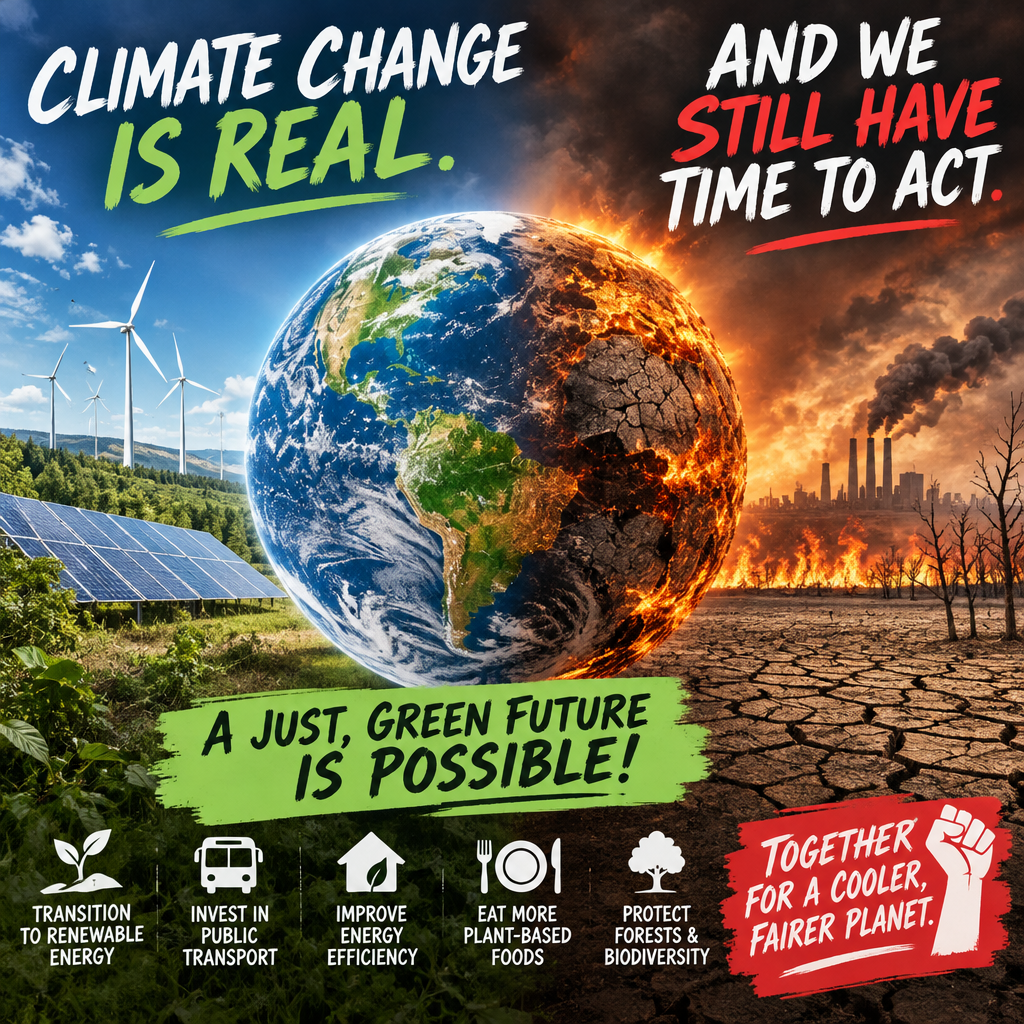 CLIMATE CHANGE
IS REAL.
AND WE
STILL HAVE
TIME TO ACT.
A JUST, GREEN FUTURE
IS POSSIBLE!
TRANSITION
TO RENEWABLE
ENERGY
INVEST IN
PUBLIC
TRANSPORT
IMPROVE
ENERGY
EFFICIENCY
EAT MORE
PLANT-BASED
FOODS
PROTECT
FORESTS &
BIODIVERSITY
TOGETHER
FOR A COOLER,
FAIRER PLANET.